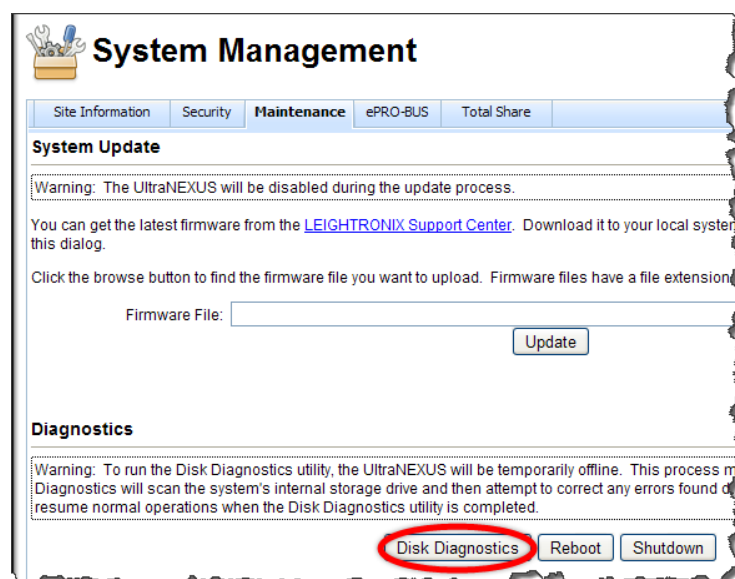 System Management
Site Information Security Maintenance ePRO-BUS Total Share
System Update
Warning: The UltraNEXUS will be disabled during the update process.
You can get the latest firmware from the LEIGHTRONIX Support Center. Download it to your local system
this dialog.
Click the browse button to find the firmware file you want to upload. Firmware files have a file extension
Firmware File:
Update
Diagnostics
Warning: To run the Disk Diagnostics utility, the UltraNEXUS will be temporarily offline. This process
Diagnostics will scan the system's internal storage drive and then attempt to correct any errors found
resume normal operations when the Disk Diagnostics utility is completed.
Disk Diagnostics Reboot Shutdown